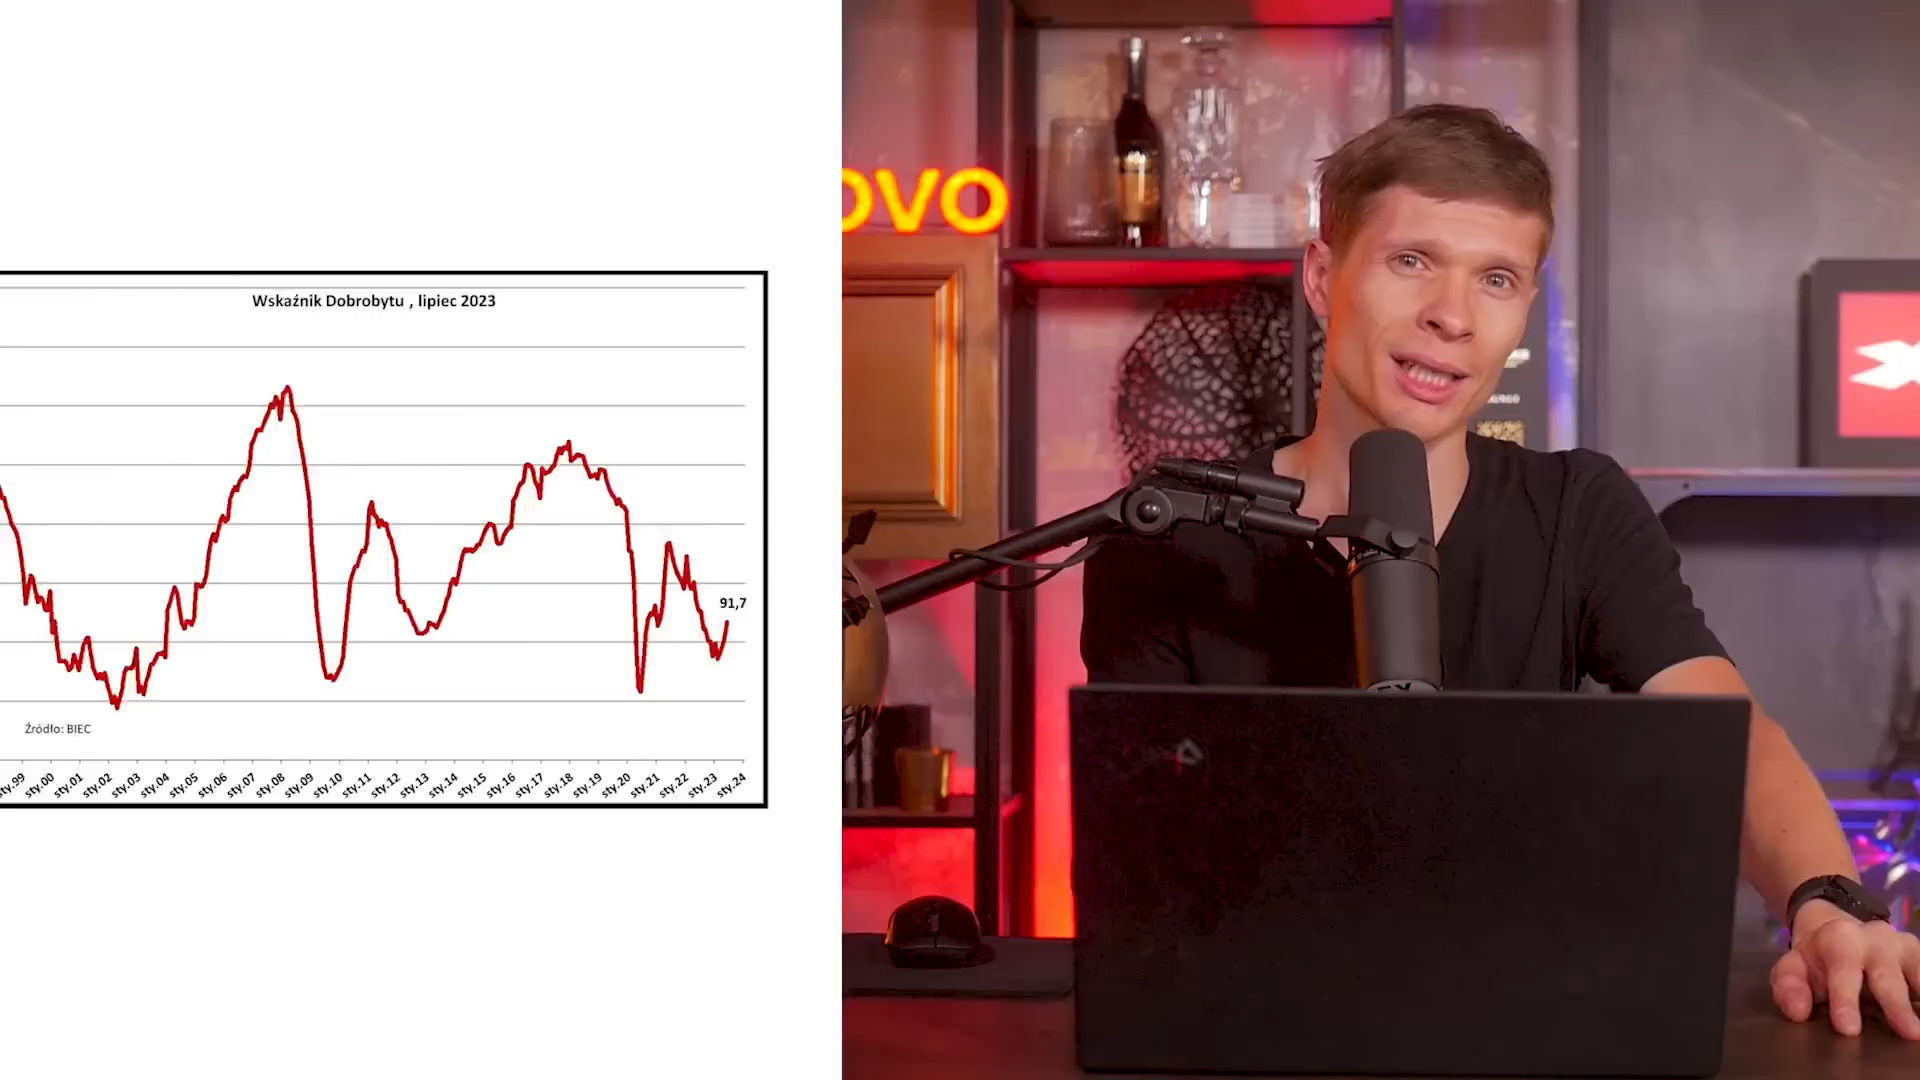 Wskaźnik Dobrobytu , lipiec 2023
91,7
Źródło: BIEC
sty.99 sty.00 sty.01 sty.02 sty.03 sty.04 sty.05 sty.06 sty.07 sty.08 sty.09 sty.10 sty.11 sty.12 sty.13 sty.14 sty.15 sty.16 sty.17 sty.18 sty.19 sty.20 sty.21 sty.22 sty.23 sty.24
OVO